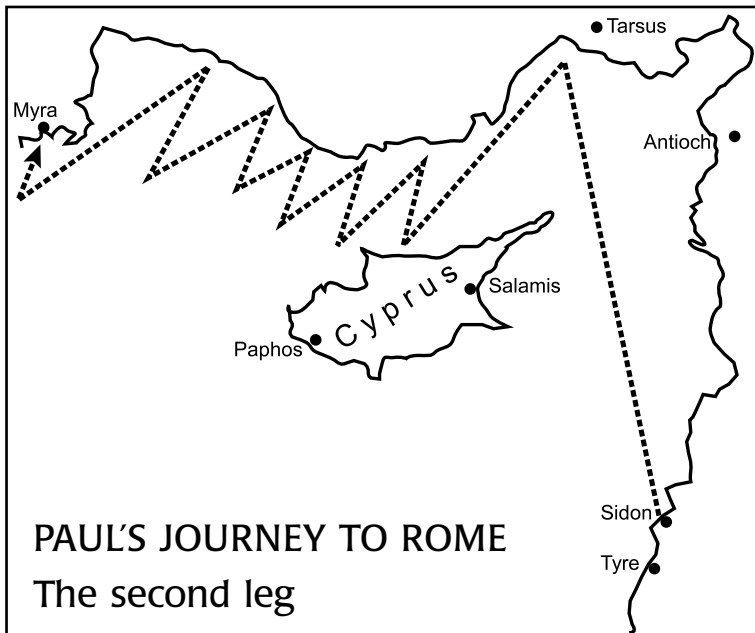 Tarsus
Myra
Antioch
Cyprus
Salamis
Paphos
Sidon
Tyre
PAUL'S JOURNEY TO ROME
The second leg